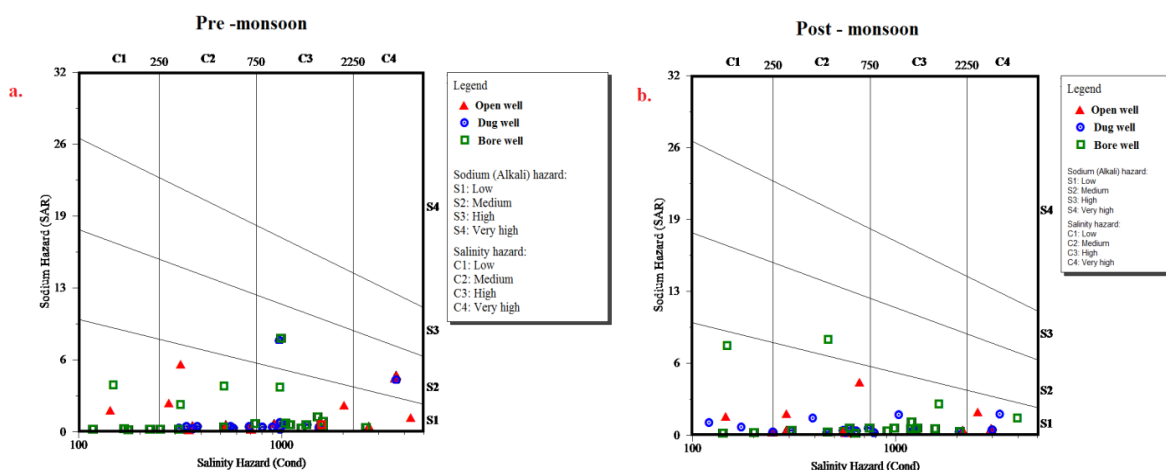 Pre -monsoon
C1 250 C2 750 C3 2250 C4
a.
32
26
19
13
6
0
Sodium Hazard (SAR)
S4
S3
S2
S1
100 1000
Salinity Hazard (Cond)
Legend
Open well
Dug well
Bore well
Sodium (Alkali) hazard:
S1: Low
S2: Medium
S3: High
S4: Very high
Salinity hazard:
C1: Low
C2: Medium
C3: High
C4: Very high
Post - monsoon
C1 250 C2 750 C3 2250 C4
b.
32
26
19
13
6
0
Sodium Hazard (SAR)
S4
S3
S2
S1
100 1000
Salinity Hazard (Cond)
Legend
Open well
Dug well
Bore well
Sodium (Alkali) hazard:
S1: Low
S2: Medium
S3: High
S4: Very high
Salinity hazard:
C1: Low
C2: Medium
C3: High
C4: Very high